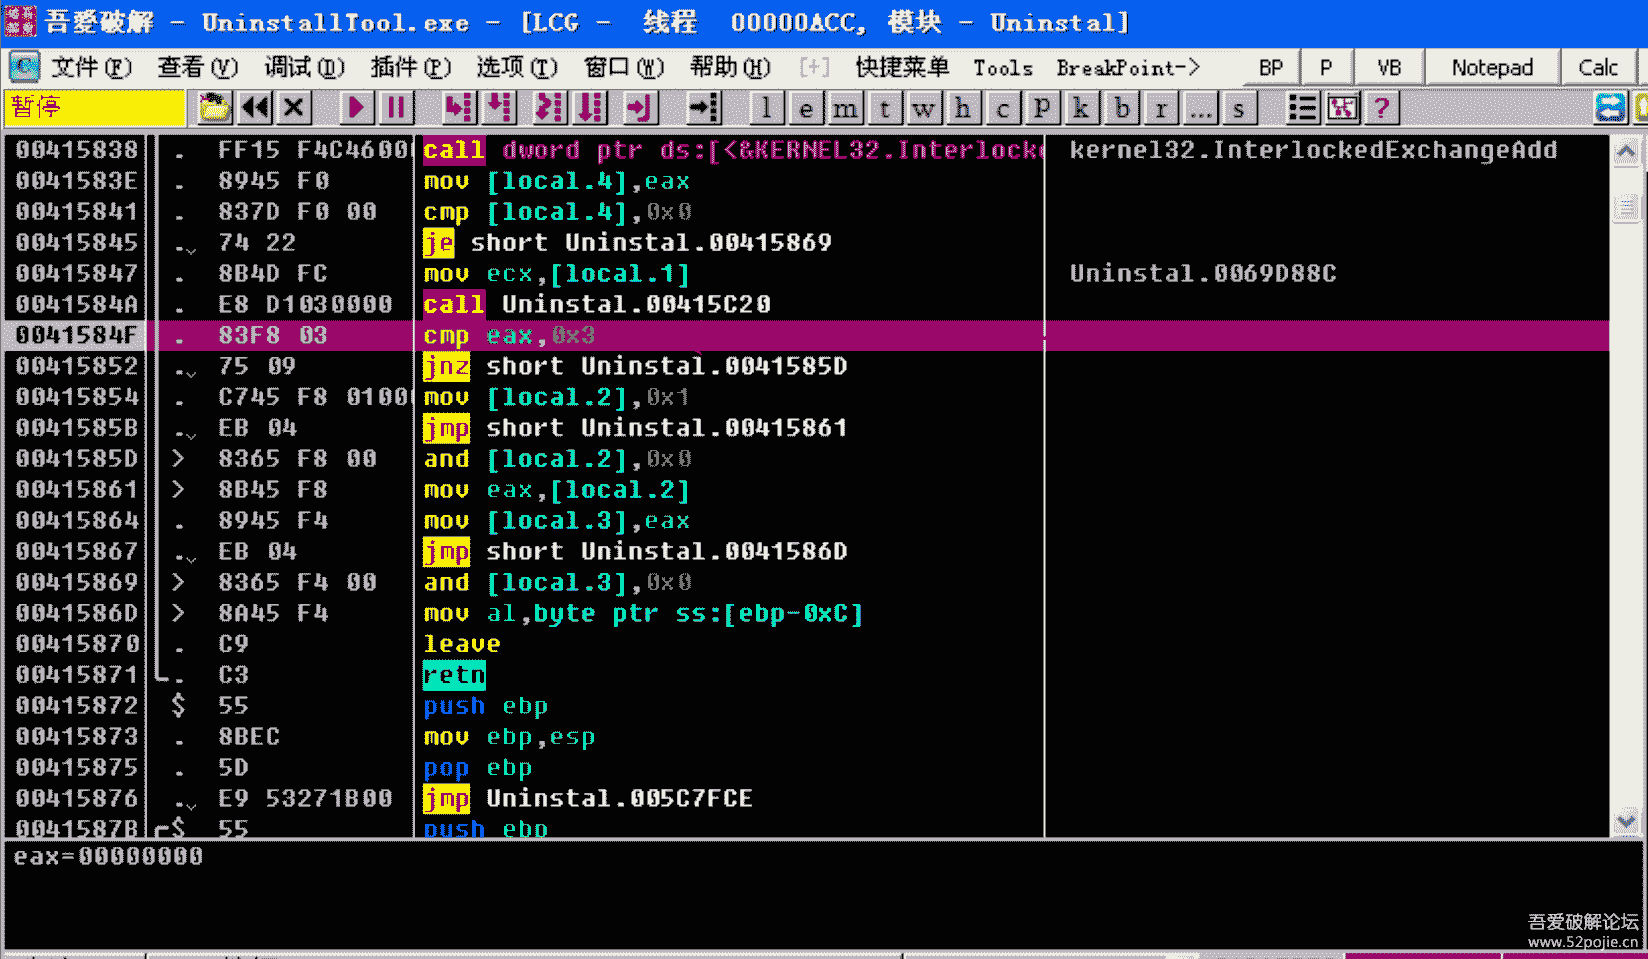 吾爱破解 - UninstallTool.exe - [LCG - 线程 00000ACC, 模块 - Uninstal]
文件(F) 查看(V) 调试(D) 插件(P) 选项(T) 窗口(W) 帮助(H) [+] 快捷菜单 Tools BreakPoint-> BP P VB Notepad Calc
暂停 l e m t w h c P k b r ... s ?
00415838 . FF15 F4C46000 call dword ptr ds:[<&KERNEL32.Interlocke kernel32.InterlockedExchangeAdd
0041583E . 8945 F0 mov [local.4],eax
00415841 . 837D F0 00 cmp [local.4],0x0
00415845 . 74 22 je short Uninstal.00415869
00415847 . 8B4D FC mov ecx,[local.1] Uninstal.0069D88C
0041584A . E8 D1030000 call Uninstal.00415C20
0041584F . 83F8 03 cmp eax,0x3
00415852 . 75 09 jnz short Uninstal.0041585D
00415854 . C745 F8 0100 mov [local.2],0x1
0041585B . EB 04 jmp short Uninstal.00415861
0041585D > 8365 F8 00 and [local.2],0x0
00415861 > 8B45 F8 mov eax,[local.2]
00415864 . 8945 F4 mov [local.3],eax
00415867 . EB 04 jmp short Uninstal.0041586D
00415869 > 8365 F4 00 and [local.3],0x0
0041586D > 8A45 F4 mov al,byte ptr ss:[ebp-0xC]
00415870 . C9 leave
00415871 . C3 retn
00415872 $ 55 push ebp
00415873 . 8BEC mov ebp,esp
00415875 . 5D pop ebp
00415876 . E9 53271B00 jmp Uninstal.005C7FCE
0041587B $ 55 push ebp
eax=00000000
吾爱破解论坛
www.52pojie.cn